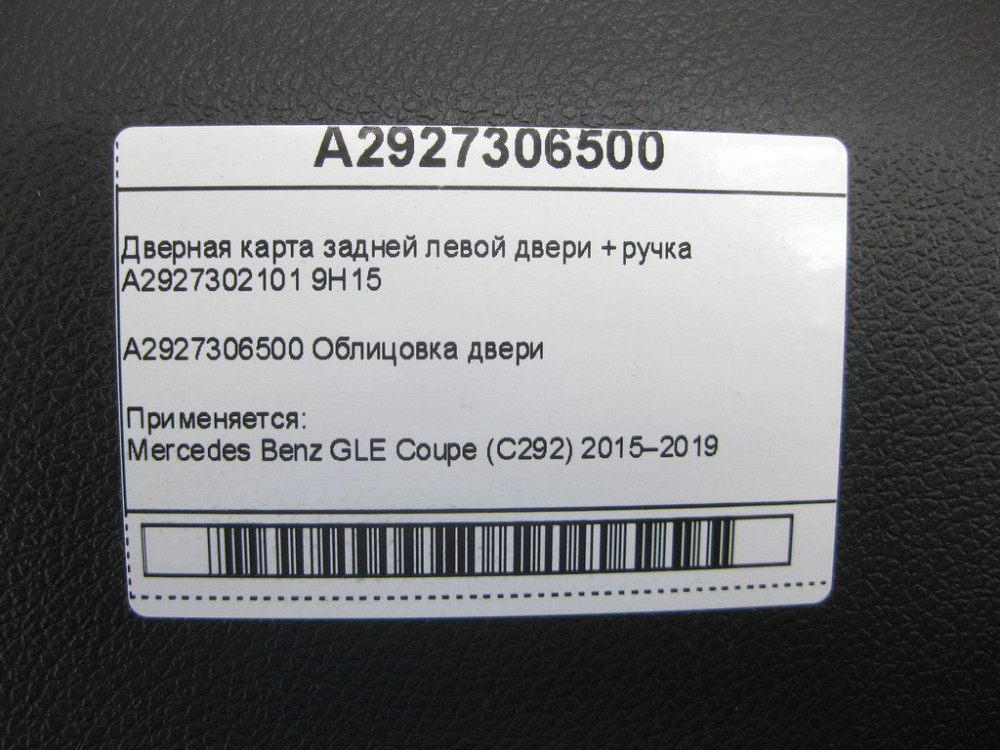 A2927306500
Дверная карта задней левой двери + ручка
A2927302101 9H15
A2927306500 Облицовка двери
Применяется:
Mercedes Benz GLE Coupe (C292) 2015–2019